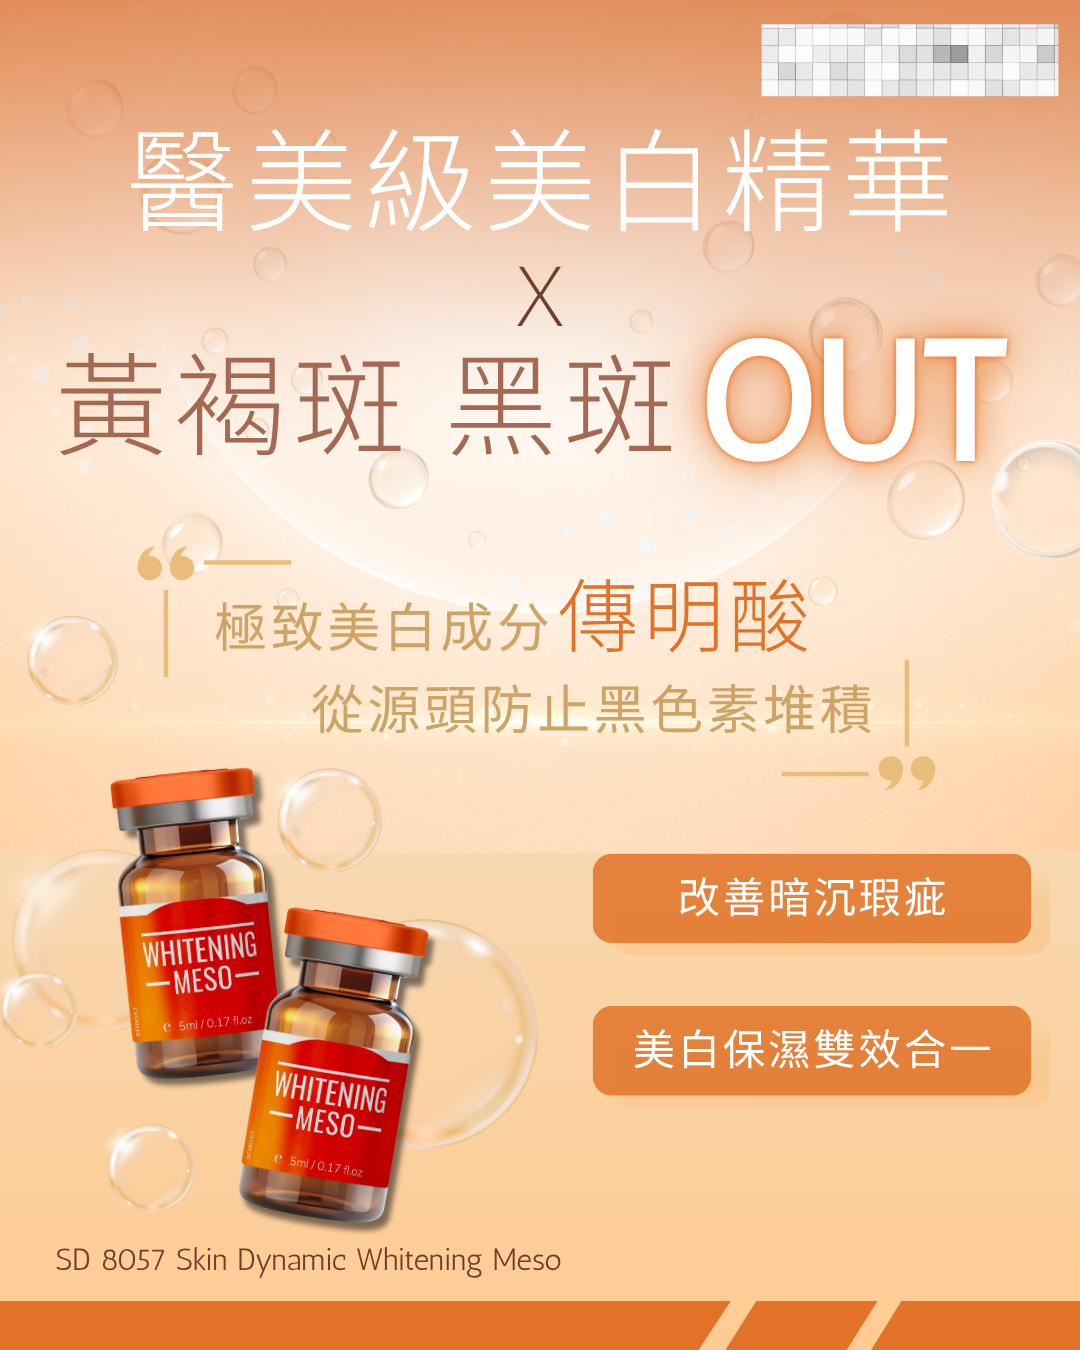 醫美級美白精華
X
黃褐斑 黑斑 OUT
極致美白成分傳明酸
從源頭防止黑色素堆積
改善暗沉瑕疵
美白保濕雙效合一
WHITENING
MESO
e 5ml / 0.17 fl.oz
SD8057
WHITENING
MESO
e 5ml / 0.17 fl.oz
SD8057
SD 8057 Skin Dynamic Whitening Meso